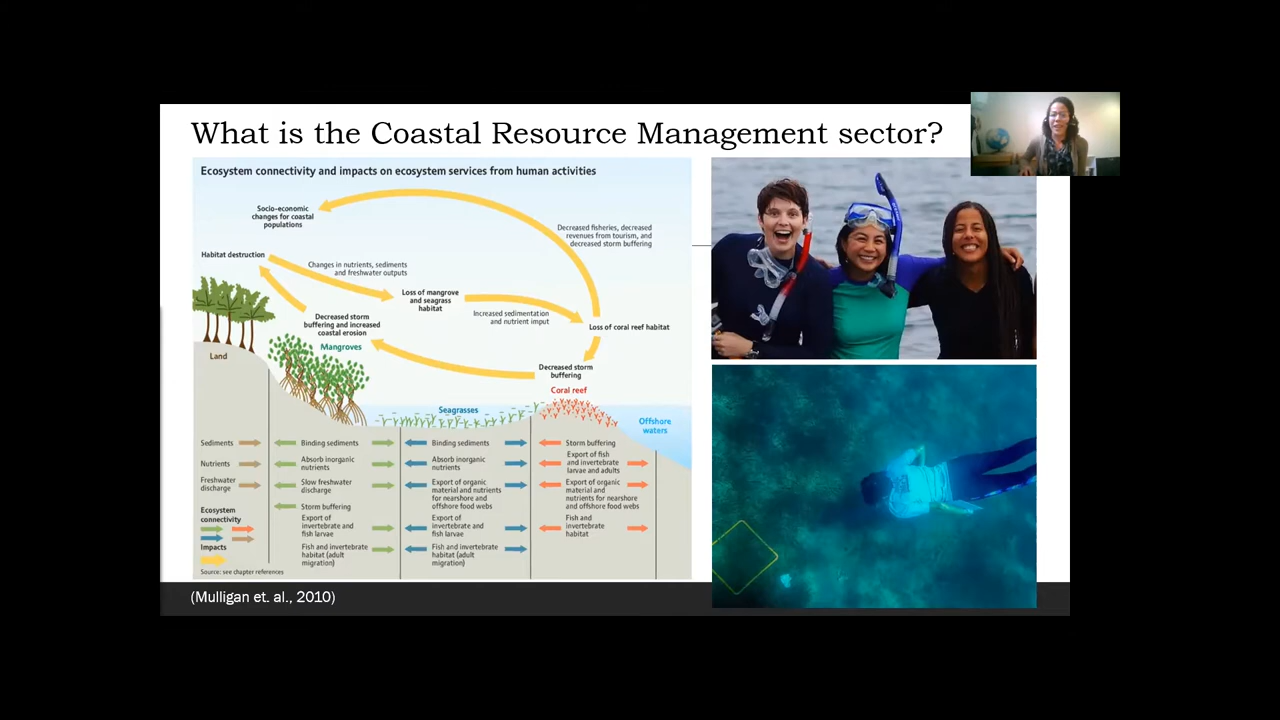 What is the Coastal Resource Management sector?
Ecosystem connectivity and impacts on ecosystem services from human activities
Socio-economic
changes for coastal
populations
Decreased fisheries, decreased
revenues from tourism, and
decreased storm buffering
Habitat destruction
Changes in nutrients, sediments
and freshwater outputs
Loss of mangrove
and seagrass
habitat
Increased sedimentation
and nutrient imput
Loss of coral reef habitat
Decreased storm
buffering and increased
coastal erosion
Mangroves
Land
Decreased storm
buffering
Coral reef
Seagrasses
Offshore
waters
Sediments
Nutrients
Freshwater
discharge
Ecosystem
connectivity
Impacts
Source: see chapter references
Binding sediments
Absorb inorganic
nutrients
Slow freshwater
discharge
Storm buffering
Export of
invertebrate and
fish larvae
Fish and invertebrate
habitat (adult
migration)
Binding sediments
Absorb inorganic
nutrients
Export of organic
material and nutrients
for nearshore and
offshore food webs
Export of
invertebrate and
fish larvae
Fish and invertebrate
habitat (adult
migration)
Storm buffering
Export of fish
and invertebrate
larvae and adults
Export of organic
material and
nutrients for nearshore
and offshore food webs
Fish and
invertebrate
habitat
(Mulligan et. al., 2010)